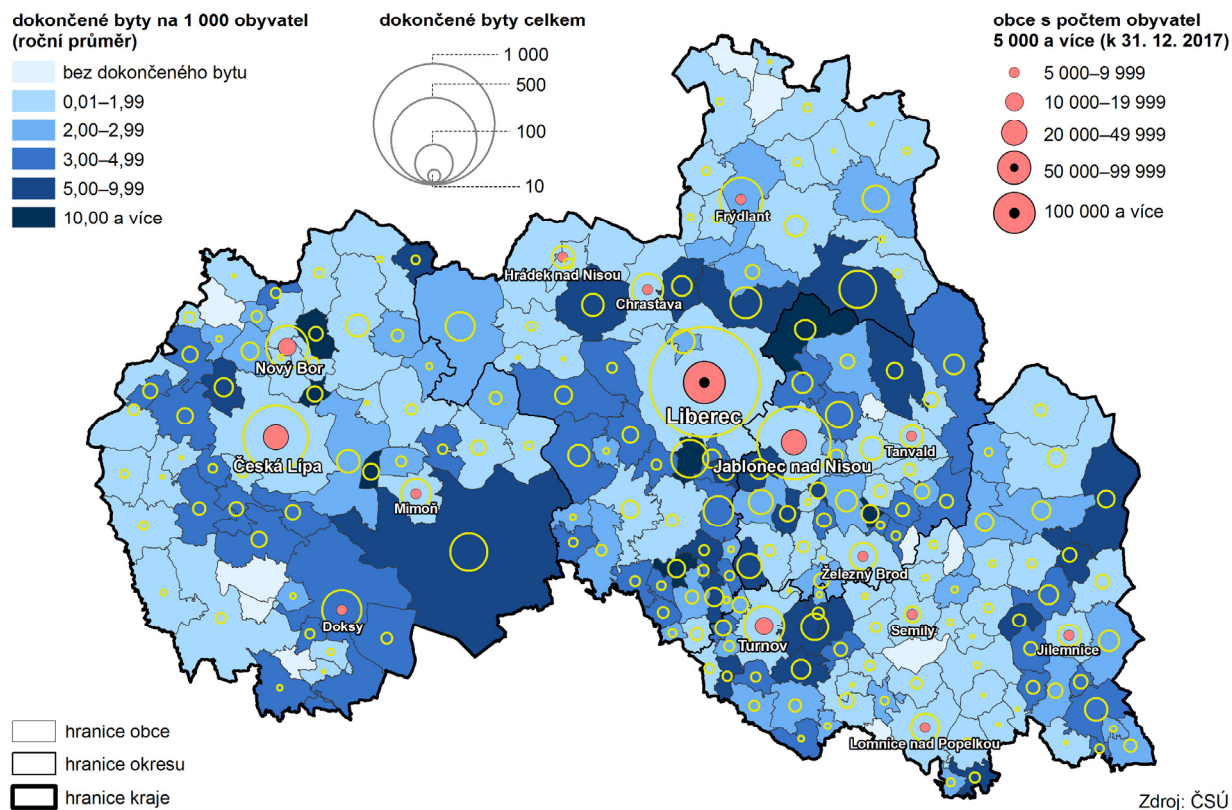 dokončené byty na 1 000 obyvatel
(roční průměr)
bez dokončeného bytu
0,01–1,99
2,00–2,99
3,00–4,99
5,00–9,99
10,00 a více
dokončené byty celkem
1 000
500
100
10
obce s počtem obyvatel
5 000 a více (k 31. 12. 2017)
5 000–9 999
10 000–19 999
20 000–49 999
50 000–99 999
100 000 a více
Frýdlant
Hrádek nad Nisou
Chrastava
Nový Bor
Liberec
Česká Lípa
Jablonec nad Nisou
Tanvald
Mimoň
Železný Brod
Doksy
Turnov
Semily
Jilemnice
Lomnice nad Popelkou
hranice obce
hranice okresu
hranice kraje
Zdroj: ČSÚ